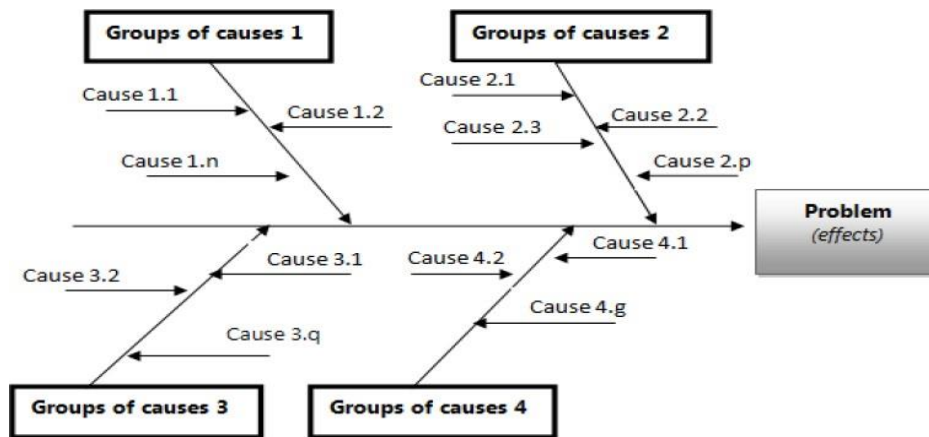 Groups of causes 1
Groups of causes 2
Cause 1.1
Cause 1.2
Cause 1.n
Cause 2.1
Cause 2.2
Cause 2.3
Cause 2.p
Problem
(effects)
Cause 3.1
Cause 3.2
Cause 3.q
Cause 4.1
Cause 4.2
Cause 4.g
Groups of causes 3
Groups of causes 4